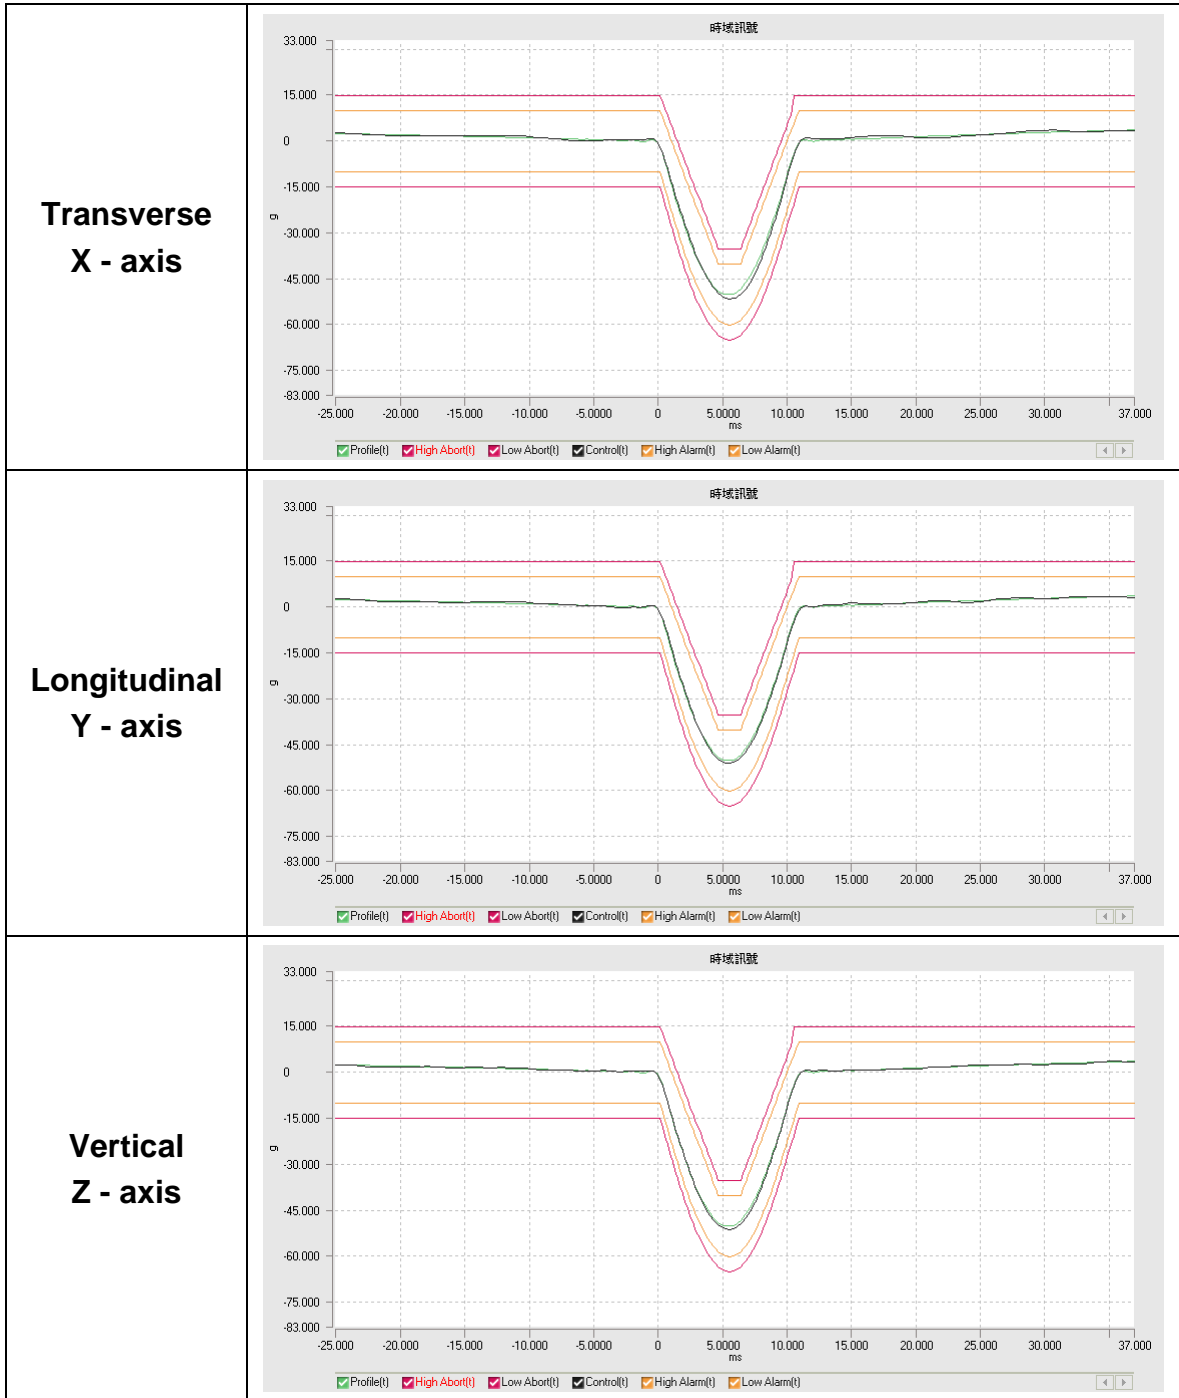 Transverse
X - axis
時域訊號
33.000
15.000
0
-15.000
-30.000
-45.000
-60.000
-75.000
-83.000
g
-25.000 -20.000 -15.000 -10.000 -5.0000 0 5.0000 10.000 15.000 20.000 25.000 30.000 37.000
ms
Profile(t) High Abort(t) Low Abort(t) Control(t) High Alarm(t) Low Alarm(t)
Longitudinal
Y - axis
時域訊號
33.000
15.000
0
-15.000
-30.000
-45.000
-60.000
-75.000
-83.000
g
-25.000 -20.000 -15.000 -10.000 -5.0000 0 5.0000 10.000 15.000 20.000 25.000 30.000 37.000
ms
Profile(t) High Abort(t) Low Abort(t) Control(t) High Alarm(t) Low Alarm(t)
Vertical
Z - axis
時域訊號
33.000
15.000
0
-15.000
-30.000
-45.000
-60.000
-75.000
-83.000
g
-25.000 -20.000 -15.000 -10.000 -5.0000 0 5.0000 10.000 15.000 20.000 25.000 30.000 37.000
ms
Profile(t) High Abort(t) Low Abort(t) Control(t) High Alarm(t) Low Alarm(t)